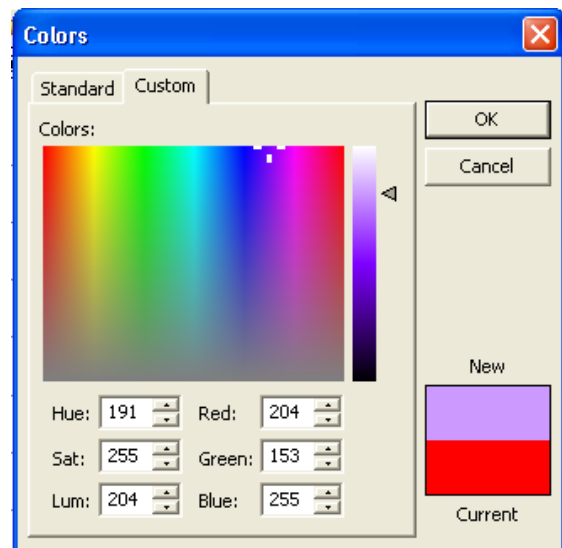 Colors
Standard Custom
Colors:
OK
Cancel
New
Hue: 191 Red: 204
Sat: 255 Green: 153
Lum: 204 Blue: 255
Current